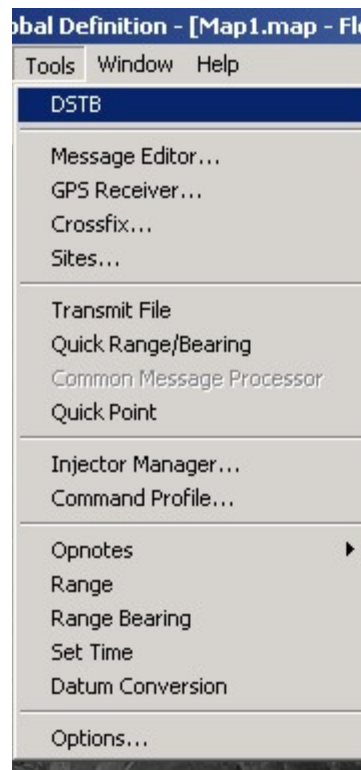 bal Definition - [Map1.map - Fl
Tools Window Help
DSTB
Message Editor...
GPS Receiver...
Crossfix...
Sites...
Transmit File
Quick Range/Bearing
Common Message Processor
Quick Point
Injector Manager...
Command Profile...
Opnotes
Range
Range Bearing
Set Time
Datum Conversion
Options...